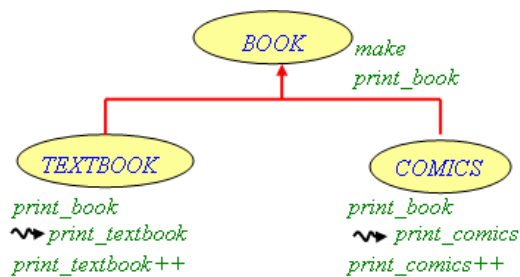 BOOK
make
print_book
TEXTBOOK
print_book
print_textbook
print_textbook++
COMICS
print_book
print_comics
print_comics++